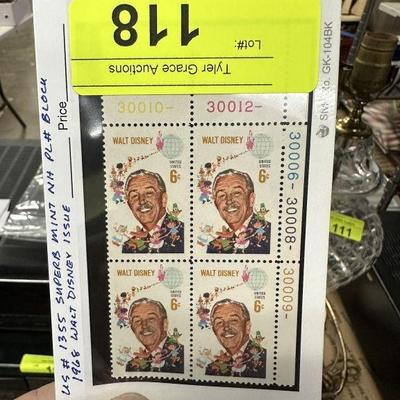 118
Lot#:
Tyler Grace Auctions
GK-104BK
US# 1355 SUPERB MINT NH PL# BLOCK
1968 WALT DISNEY ISSUE
Price
30010-
30012-
30006-
30008-
30009-
WALT DISNEY
UNITED STATES
6c
WALT DISNEY
UNITED STATES
6c
WALT DISNEY
UNITED STATES
6c
WALT DISNEY
UNITED STATES
6c
111